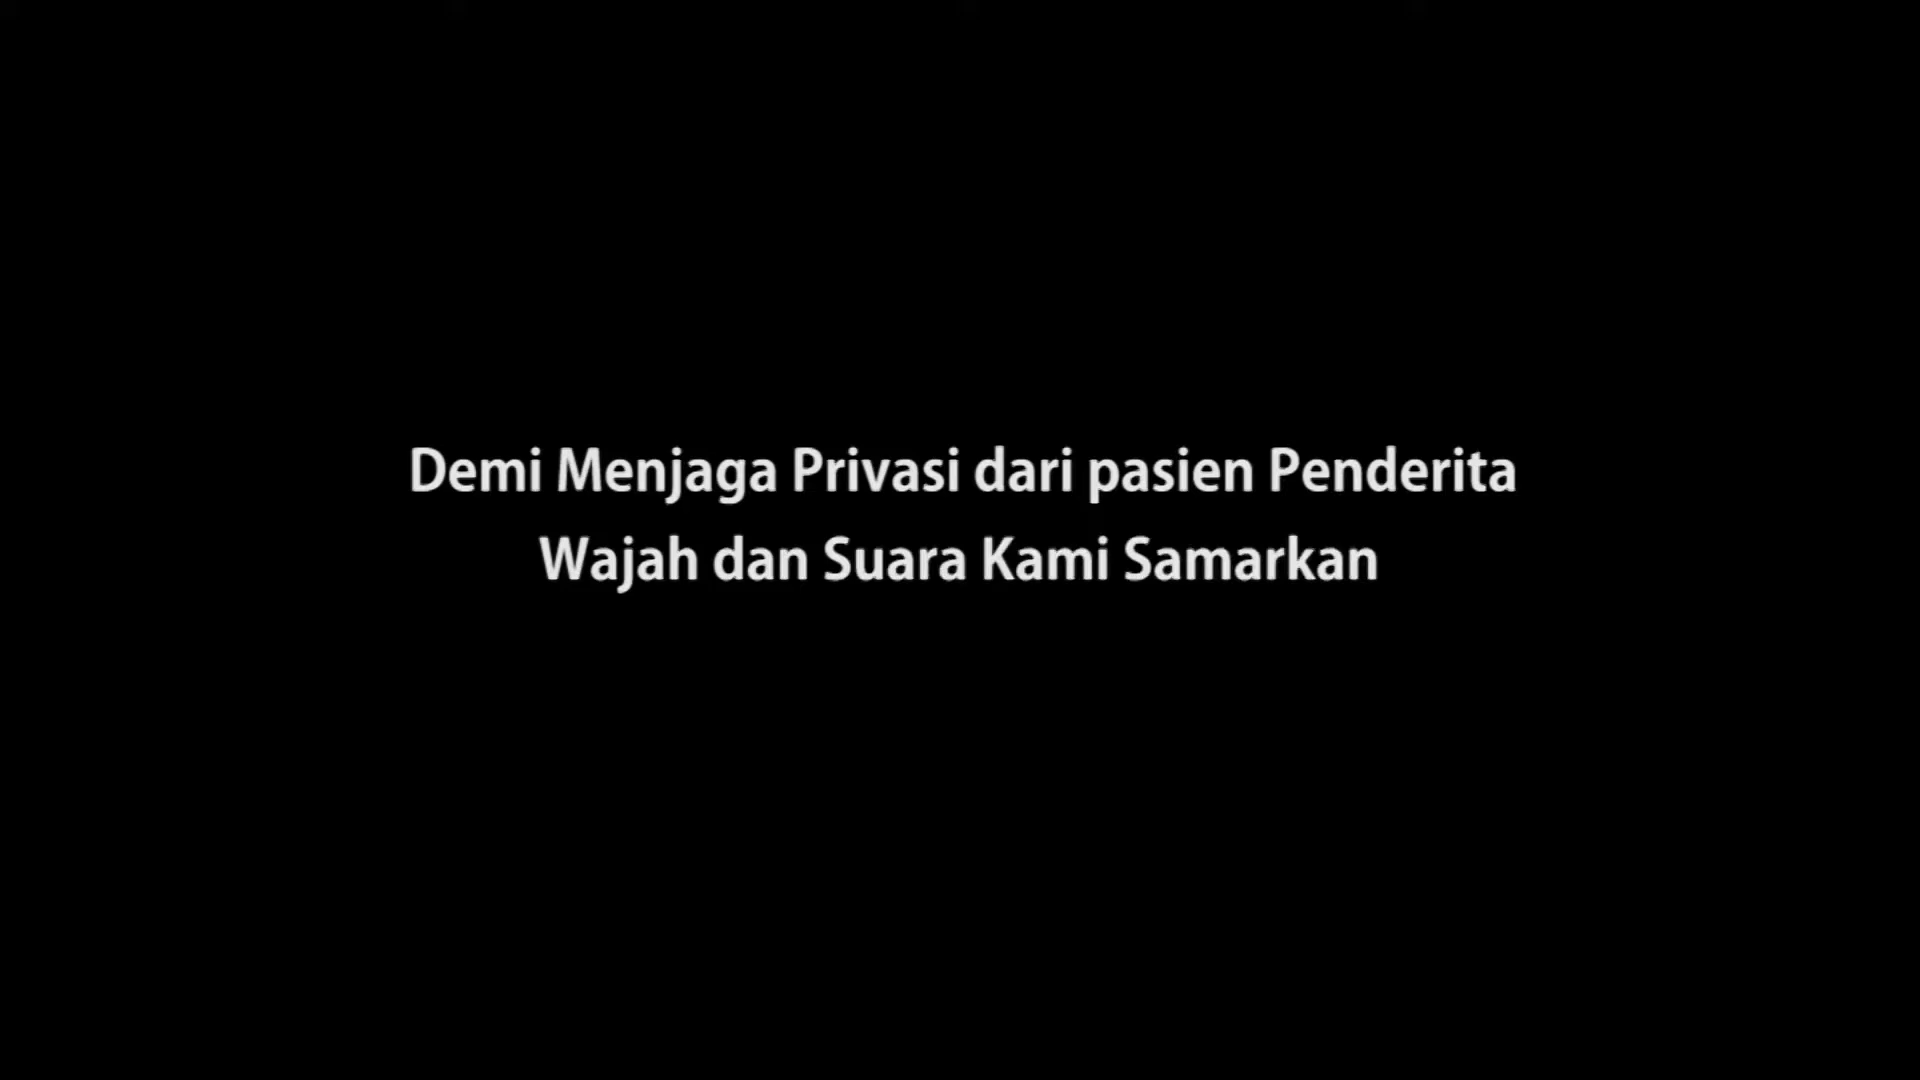 Demi Menjaga Privasi dari pasien Penderita
Wajah dan Suara Kami Samarkan